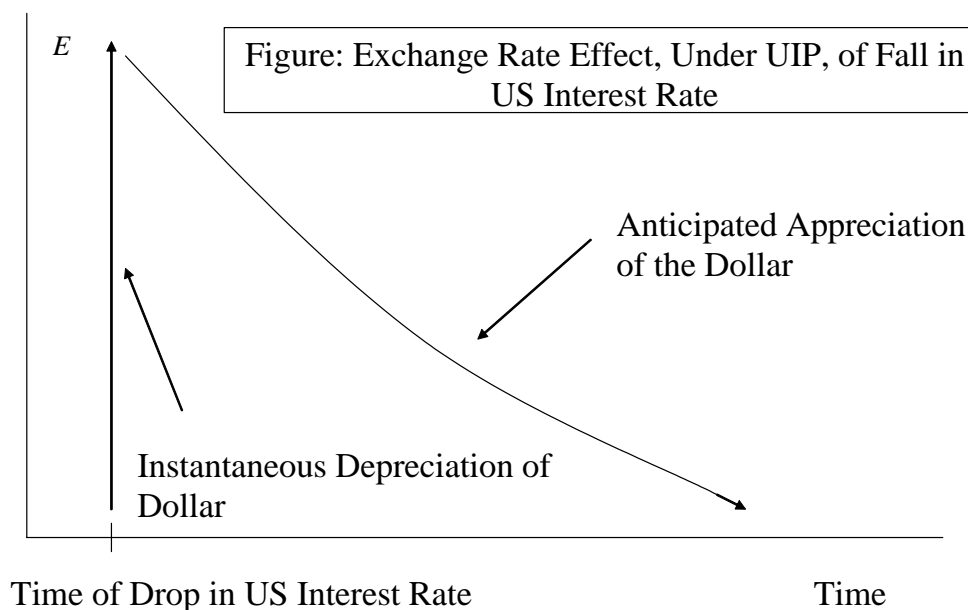 E
Figure: Exchange Rate Effect, Under UIP, of Fall in
US Interest Rate
Anticipated Appreciation
of the Dollar
Instantaneous Depreciation of
Dollar
Time of Drop in US Interest Rate
Time